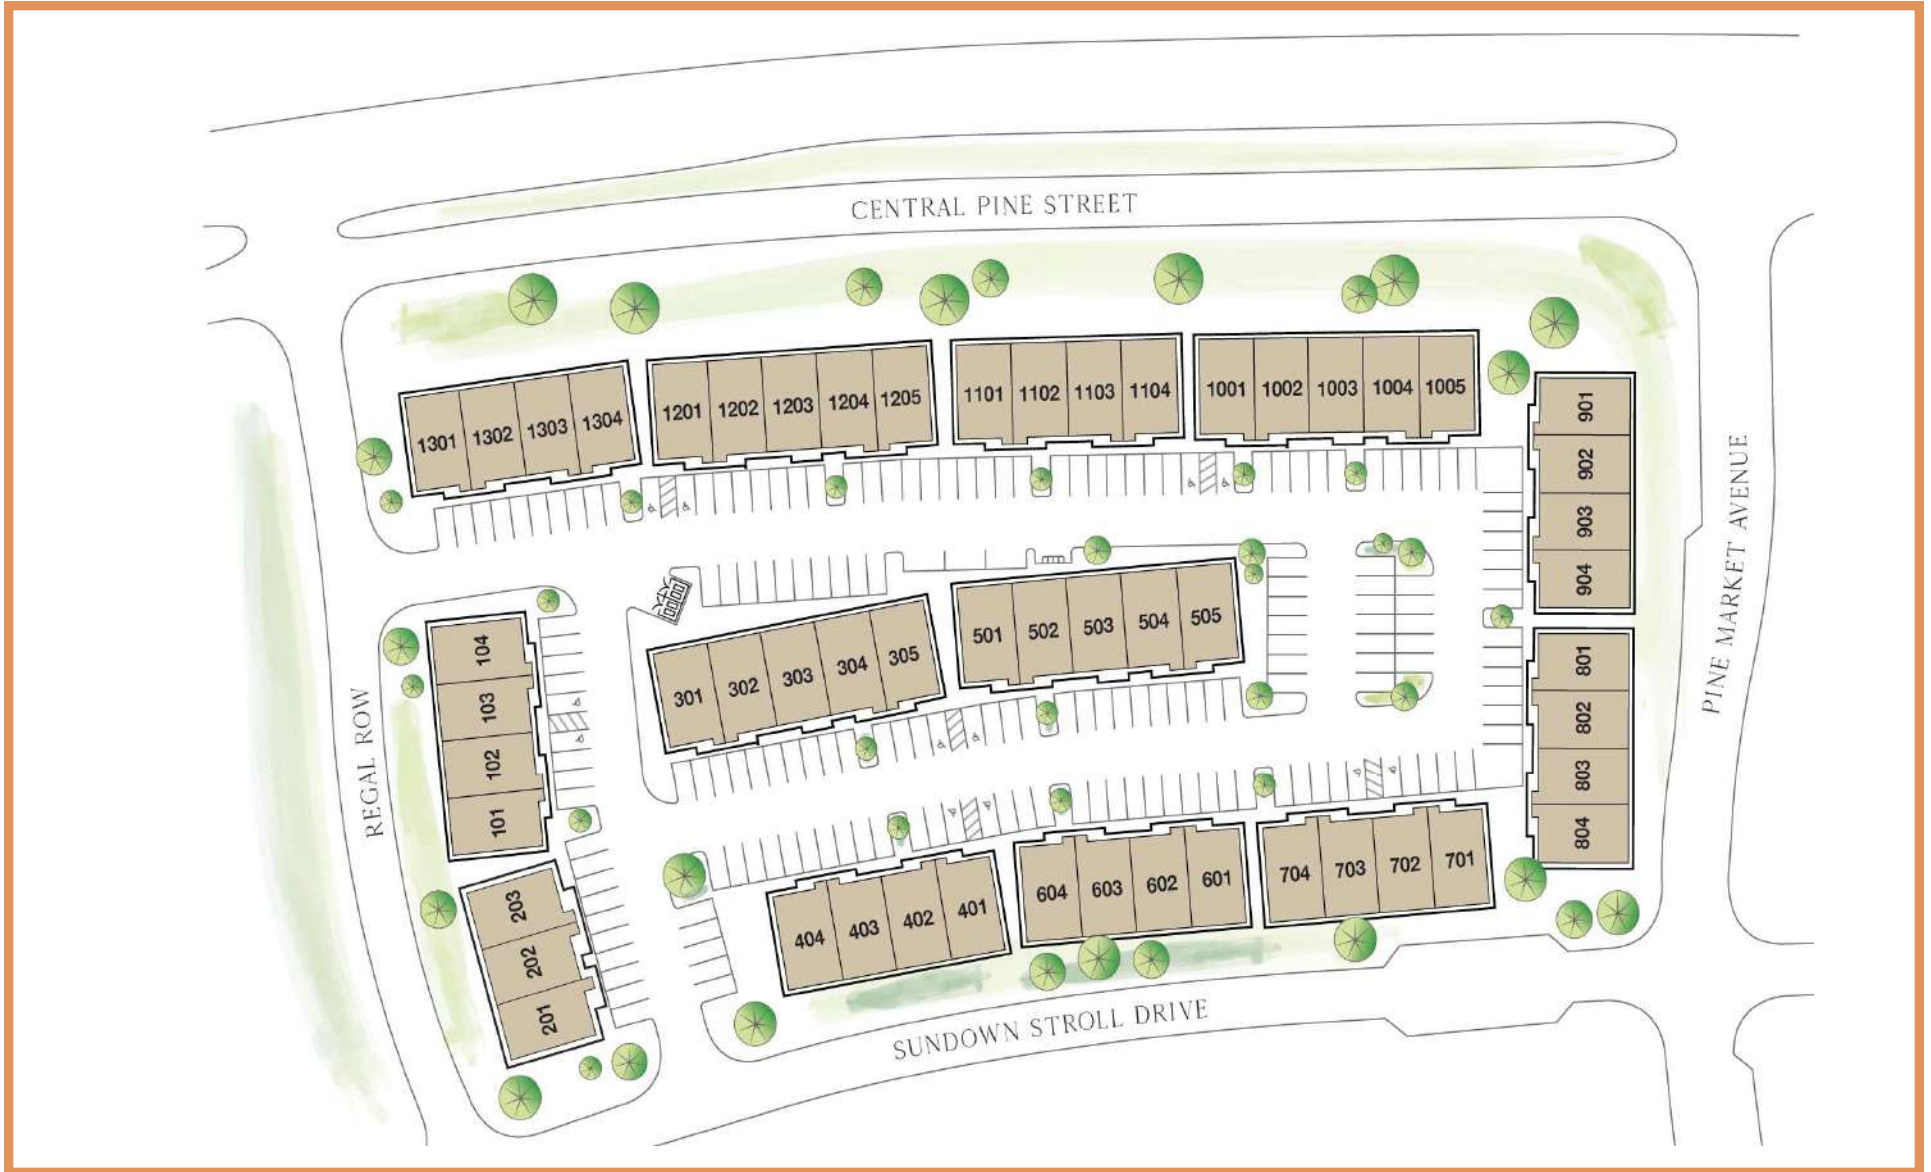 CENTRAL PINE STREET
1301 1302 1303 1304
1201 1202 1203 1204 1205
1101 1102 1103 1104
1001 1002 1003 1004 1005
901
902
903
904
801
802
803
804
PINE MARKET AVENUE
501 502 503 504 505
301 302 303 304 305
104
103
102
101
203
202
201
REGAL ROW
404 403 402 401
604 603 602 601
704 703 702 701
SUNDOWN STROLL DRIVE